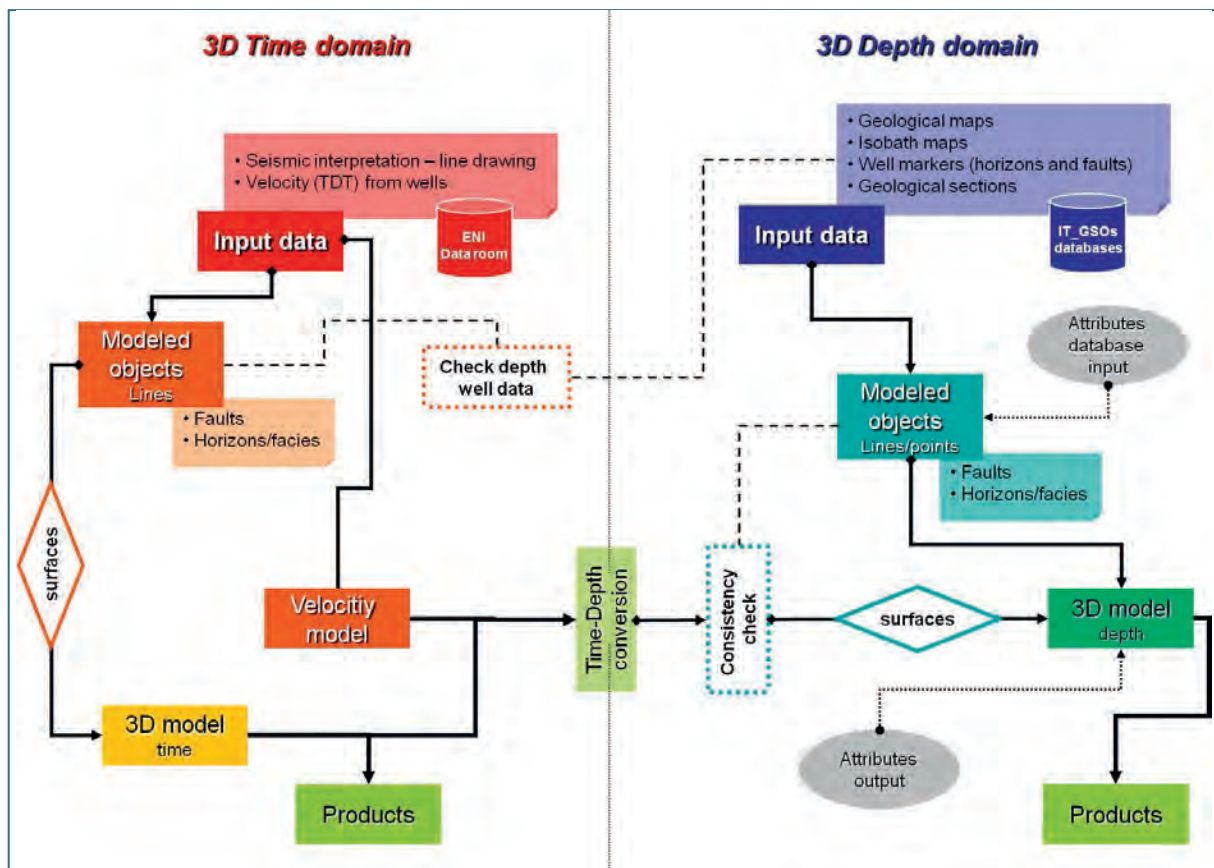 3D Time domain
3D Depth domain
• Seismic interpretation – line drawing
• Velocity (TDT) from wells
Input data
ENI
Data room
• Geological maps
• Isobath maps
• Well markers (horizons and faults)
• Geological sections
Input data
IT_GSOs
databases
Modeled
objects
Lines
• Faults
• Horizons/facies
Check depth
well data
Attributes
database
input
Modeled
objects
Lines/points
• Faults
• Horizons/facies
surfaces
Velocitiy
model
Time-Depth
conversion
Consistency
check
surfaces
3D model
depth
3D model
time
Attributes
output
Products
Products